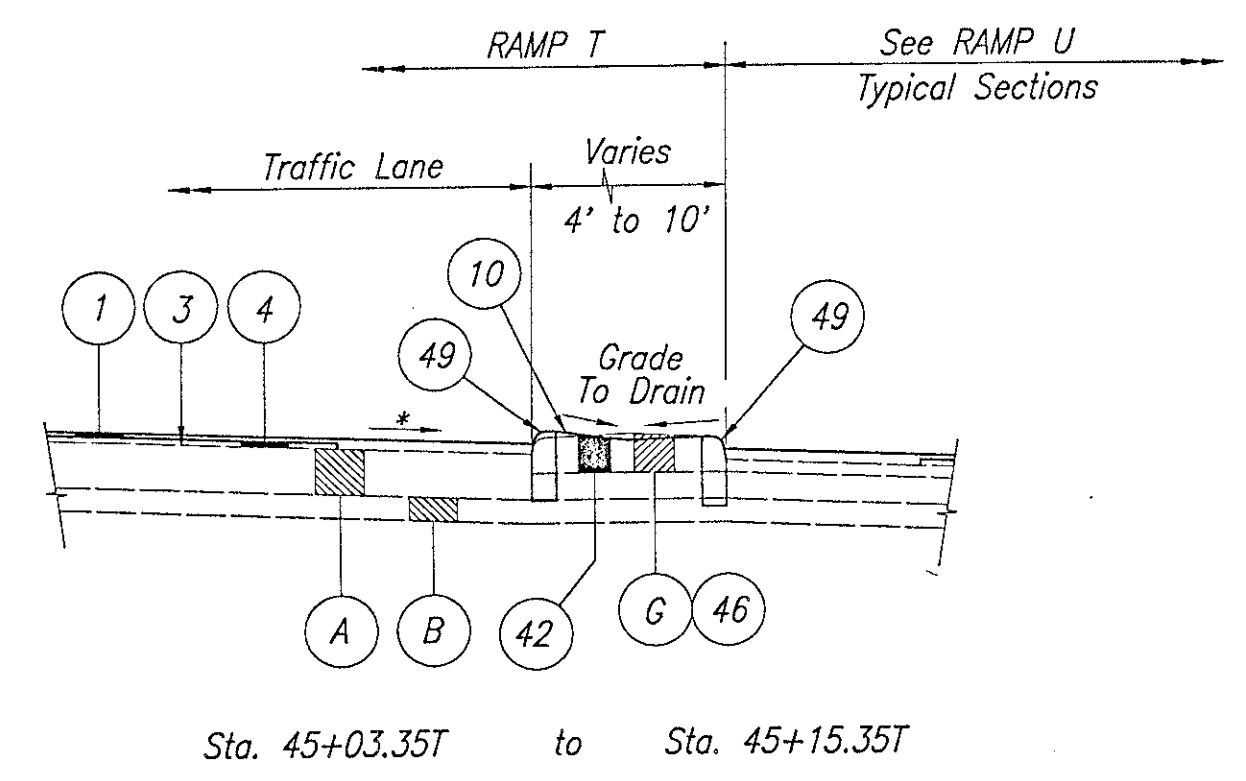 RAMP T
See RAMP U
Typical Sections
Traffic Lane
Varies
4' to 10'
1
3
4
49
10
Grade
To Drain
49
*
A
B
42
G
46
Sta. 45+03.35T to Sta. 45+15.35T